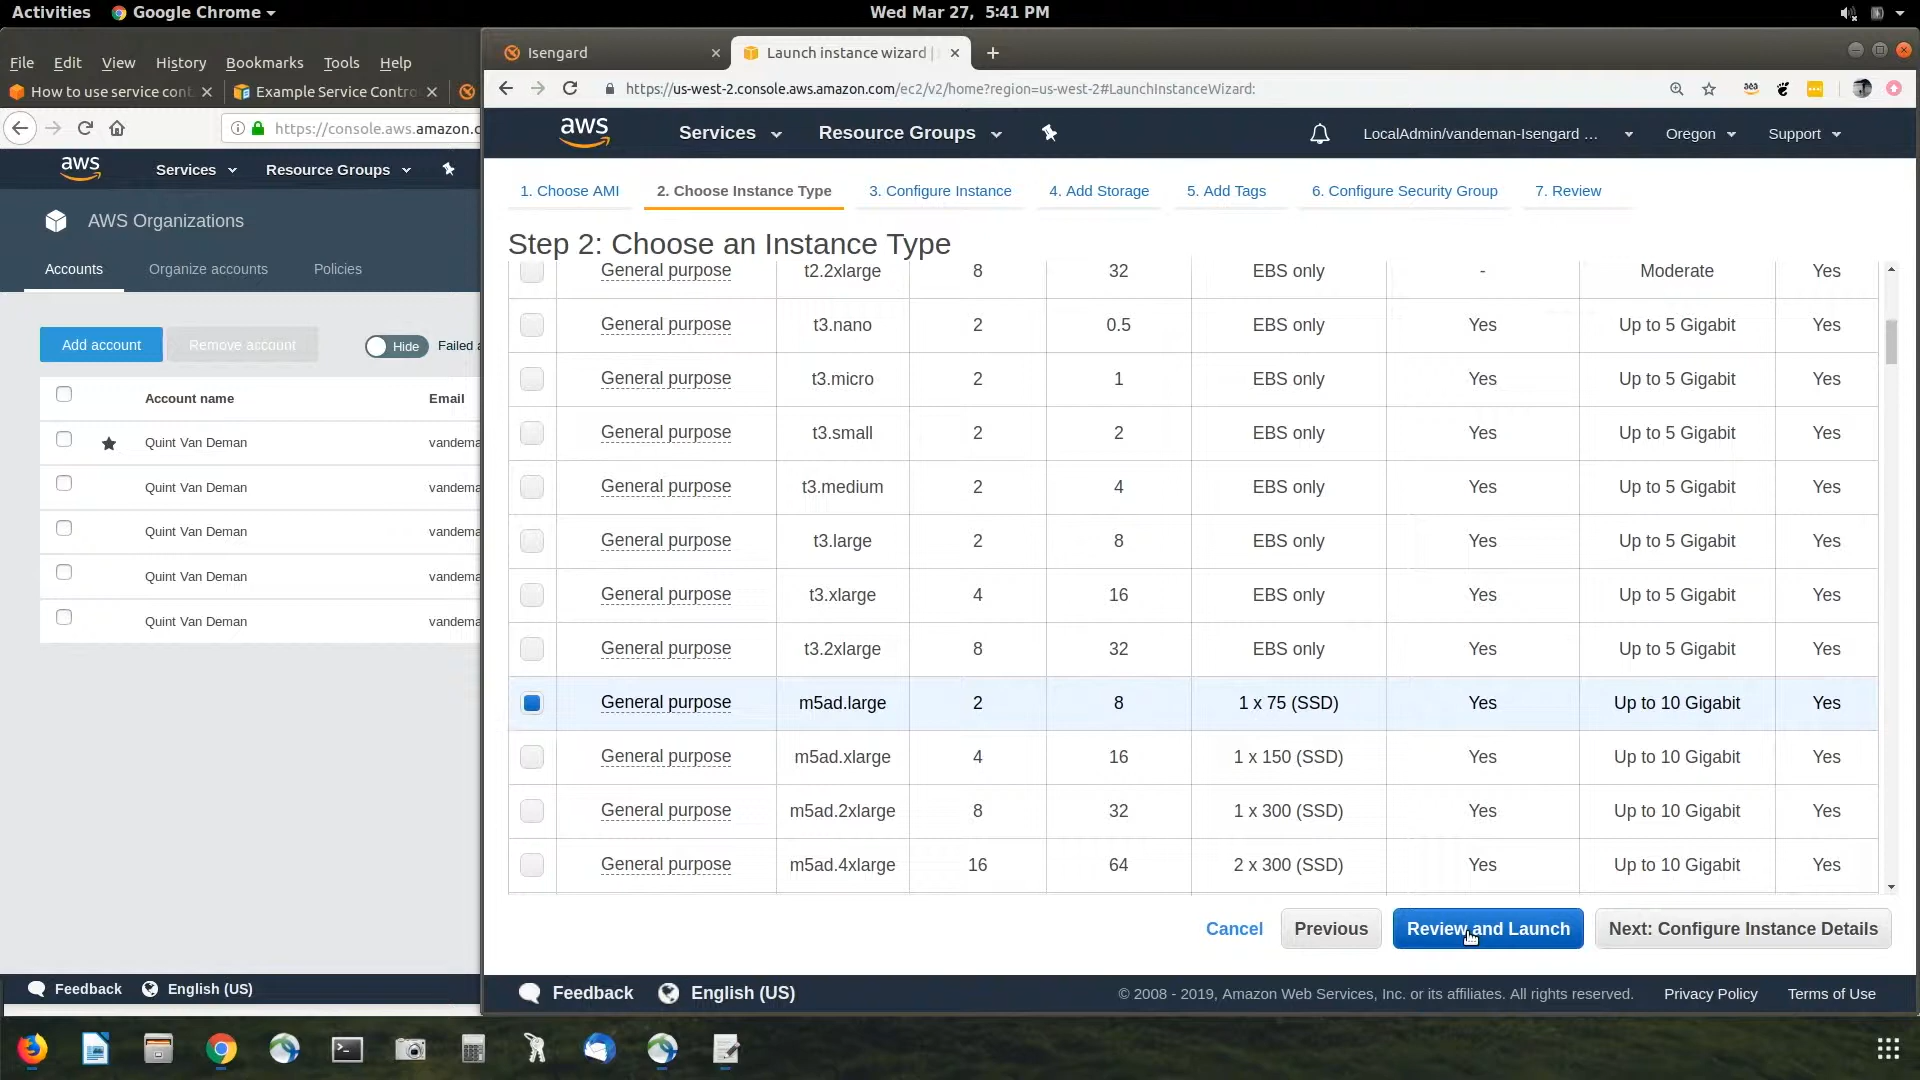 Activities Google Chrome Wed Mar 27, 5:41 PM
File Edit View History Bookmarks Tools Help
How to use service cont
Example Service Contro
https://console.aws.amazon.c
aws Services Resource Groups
AWS Organizations
Accounts Organize accounts Policies
Add account Remove account Hide Failed a
Account name Email
Quint Van Deman vandema
Quint Van Deman vandema
Quint Van Deman vandema
Quint Van Deman vandema
Quint Van Deman vandema
Feedback English (US)
Isengard
Launch instance wizard |
https://us-west-2.console.aws.amazon.com/ec2/v2/home?region=us-west-2#LaunchInstanceWizard:
aws Services Resource Groups LocalAdmin/vandeman-Isengard ... Oregon Support
1. Choose AMI 2. Choose Instance Type 3. Configure Instance 4. Add Storage 5. Add Tags 6. Configure Security Group 7. Review
Step 2: Choose an Instance Type
General purpose t2.2xlarge 8 32 EBS only - Moderate Yes
General purpose t3.nano 2 0.5 EBS only Yes Up to 5 Gigabit Yes
General purpose t3.micro 2 1 EBS only Yes Up to 5 Gigabit Yes
General purpose t3.small 2 2 EBS only Yes Up to 5 Gigabit Yes
General purpose t3.medium 2 4 EBS only Yes Up to 5 Gigabit Yes
General purpose t3.large 2 8 EBS only Yes Up to 5 Gigabit Yes
General purpose t3.xlarge 4 16 EBS only Yes Up to 5 Gigabit Yes
General purpose t3.2xlarge 8 32 EBS only Yes Up to 5 Gigabit Yes
General purpose m5ad.large 2 8 1 x 75 (SSD) Yes Up to 10 Gigabit Yes
General purpose m5ad.xlarge 4 16 1 x 150 (SSD) Yes Up to 10 Gigabit Yes
General purpose m5ad.2xlarge 8 32 1 x 300 (SSD) Yes Up to 10 Gigabit Yes
General purpose m5ad.4xlarge 16 64 2 x 300 (SSD) Yes Up to 10 Gigabit Yes
Cancel Previous Review and Launch Next: Configure Instance Details
Feedback English (US) © 2008 - 2019, Amazon Web Services, Inc. or its affiliates. All rights reserved. Privacy Policy Terms of Use